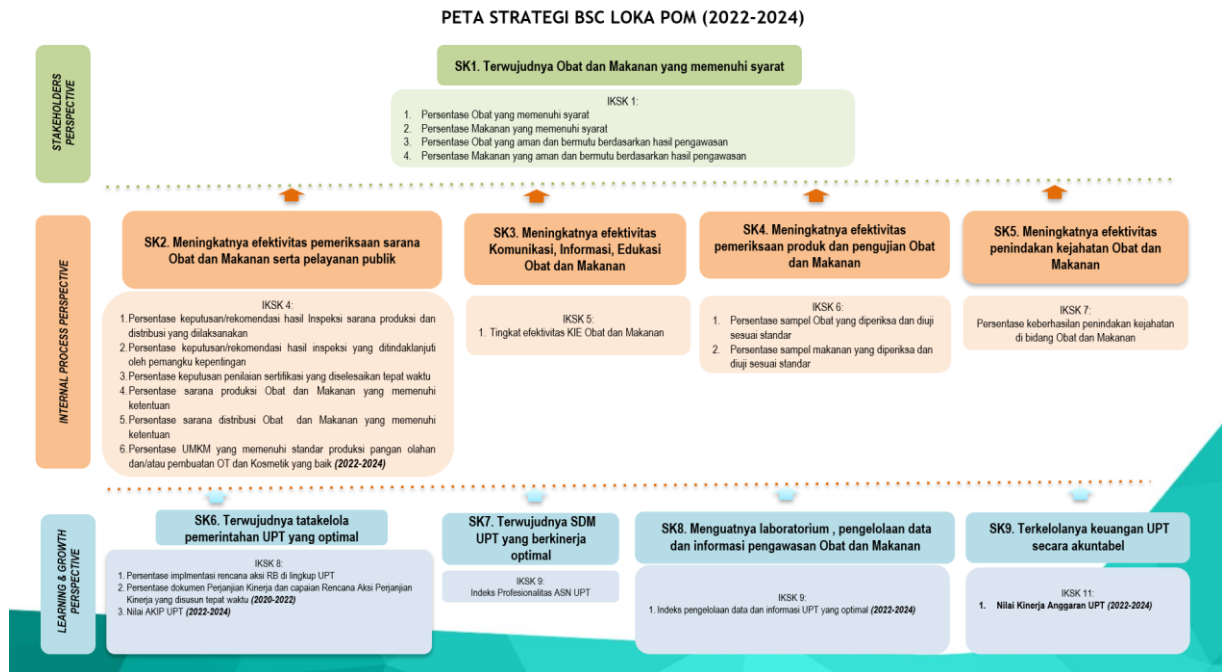 PETA STRATEGI BSC LOKA POM (2022-2024)
STAKEHOLDERS
PERSPECTIVE
SK1. Terwujudnya Obat dan Makanan yang memenuhi syarat
IKSK 1:
1. Persentase Obat yang memenuhi syarat
2. Persentase Makanan yang memenuhi syarat
3. Persentase Obat yang aman dan bermutu berdasarkan hasil pengawasan
4. Persentase Makanan yang aman dan bermutu berdasarkan hasil pengawasan
INTERNAL PROCESS PERSPECTIVE
SK2. Meningkatnya efektivitas pemeriksaan sarana
Obat dan Makanan serta pelayanan publik
IKSK 4:
1. Persentase keputusan/rekomendasi hasil Inspeksi sarana produksi dan
distribusi yang diilaksanakan
2. Persentase keputusan/rekomendasi hasil inspeksi yang ditindaklanjuti
oleh pemangku kepentingan
3. Persentase keputusan penilaian sertifikasi yang diselesaikan tepat waktu
4. Persentase sarana produksi Obat dan Makanan yang memenuhi
ketentuan
5. Persentase sarana distribusi Obat dan Makanan yang memenuhi
ketentuan
6. Persentase UMKM yang memenuhi standar produksi pangan olahan
dan/atau pembuatan OT dan Kosmetik yang baik (2022-2024)
SK3. Meningkatnya efektivitas
Komunikasi, Informasi, Edukasi
Obat dan Makanan
IKSK 5:
1. Tingkat efektivitas KIE Obat dan Makanan
SK4. Meningkatnya efektivitas
pemeriksaan produk dan pengujian Obat
dan Makanan
IKSK 6:
1. Persentase sampel Obat yang diperiksa dan diuji
sesuai standar
2. Persentase sampel makanan yang diperiksa dan
diuji sesuai standar
SK5. Meningkatnya efektivitas
penindakan kejahatan Obat dan
Makanan
IKSK 7:
Persentase keberhasilan penindakan kejahatan
di bidang Obat dan Makanan
LEARNING & GROWTH
PERSPECTIVE
SK6. Terwujudnya tatakelola
pemerintahan UPT yang optimal
IKSK 8:
1. Persentase implmentasi rencana aksi RB di lingkup UPT
2. Persentase dokumen Perjanjian Kinerja dan capaian Rencana Aksi Perjanjian
Kinerja yang disusun tepat waktu (2020-2022)
3. Nilai AKIP UPT (2022-2024)
SK7. Terwujudnya SDM
UPT yang berkinerja
optimal
IKSK 9:
Indeks Profesionalitas ASN UPT
SK8. Menguatnya laboratorium , pengelolaan data
dan informasi pengawasan Obat dan Makanan
IKSK 9:
1. Indeks pengelolaan data dan informasi UPT yang optimal (2022-2024)
SK9. Terkelolanya keuangan UPT
secara akuntabel
IKSK 11:
1. Nilai Kinerja Anggaran UPT (2022-2024)